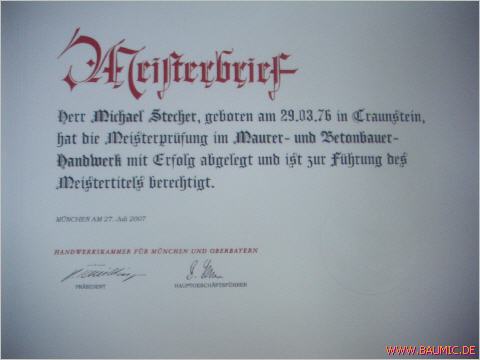 Meisterbrief
Herr Michael Stecher, geboren am 29.03.76 in Traunstein,
hat die Meisterprüfung im Maurer- und Betonbauer-
Handwerk mit Erfolg abgelegt und ist zur Führung des
Meistertitels berechtigt.
MÜNCHEN AM 27. Juli 2007
HANDWERKSKAMMER FÜR MÜNCHEN UND OBERBAYERN
PRÄSIDENT HAUPTGESCHÄFTSFÜHRER
WWW.BAUMIC.DE